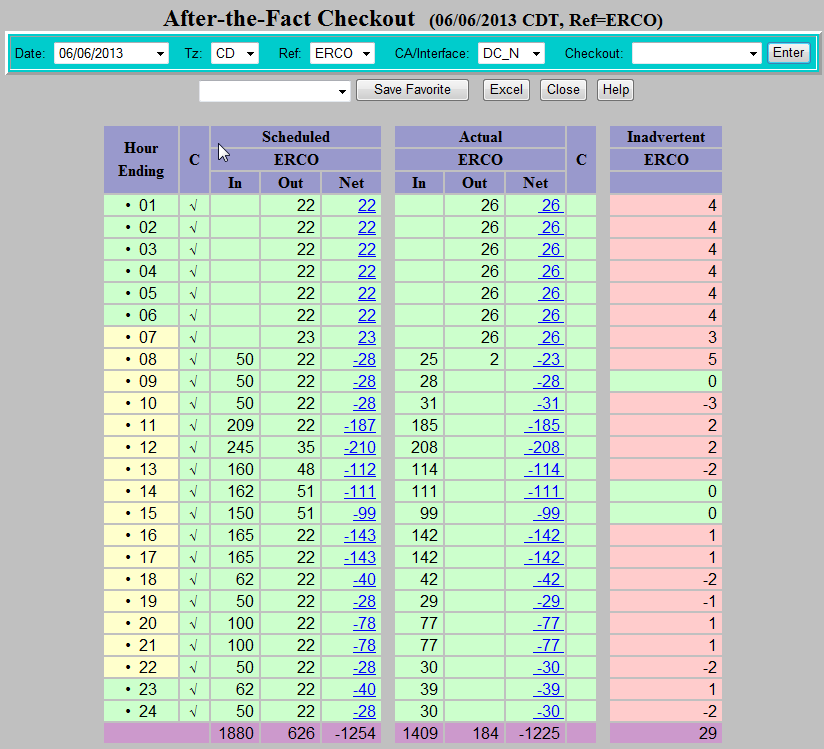 After-the-Fact Checkout (06/06/2013 CDT, Ref=ERCO)
Date: 06/06/2013 Tz: CD Ref: ERCO CA/Interface: DC_N Checkout: Enter
Save Favorite Excel Close Help
Hour Ending C Scheduled Actual C Inadvertent
ERCO ERCO ERCO
In Out Net In Out Net
• 01 √ 22 22 26 26 4
• 02 √ 22 22 26 26 4
• 03 √ 22 22 26 26 4
• 04 √ 22 22 26 26 4
• 05 √ 22 22 26 26 4
• 06 √ 22 22 26 26 4
• 07 √ 23 23 26 26 3
• 08 √ 50 22 -28 25 2 -23 5
• 09 √ 50 22 -28 28 -28 0
• 10 √ 50 22 -28 31 -31 -3
• 11 √ 209 22 -187 185 -185 2
• 12 √ 245 35 -210 208 -208 2
• 13 √ 160 48 -112 114 -114 -2
• 14 √ 162 51 -111 111 -111 0
• 15 √ 150 51 -99 99 -99 0
• 16 √ 165 22 -143 142 -142 1
• 17 √ 165 22 -143 142 -142 1
• 18 √ 62 22 -40 42 -42 -2
• 19 √ 50 22 -28 29 -29 -1
• 20 √ 100 22 -78 77 -77 1
• 21 √ 100 22 -78 77 -77 1
• 22 √ 50 22 -28 30 -30 -2
• 23 √ 62 22 -40 39 -39 1
• 24 √ 50 22 -28 30 -30 -2
1880 626 -1254 1409 184 -1225 29